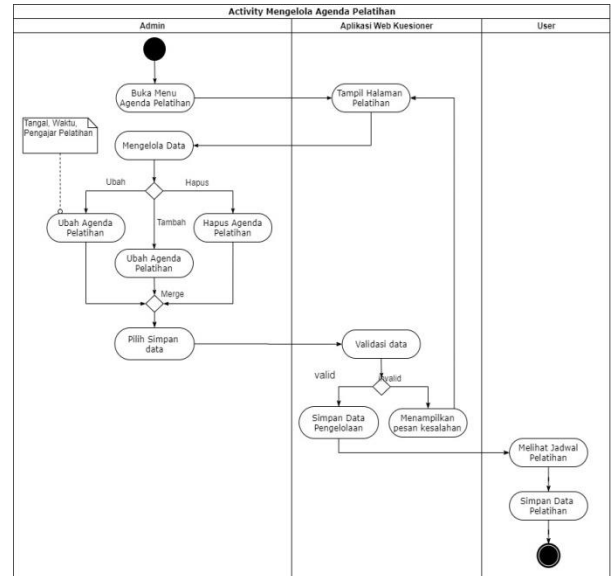 Activity Mengelola Agenda Pelatihan
Admin
Aplikasi Web Kuesioner
User
Buka Menu
Agenda Pelatihan
Tampil Halaman
Pelatihan
Tangal, Waktu,
Pengajar Pelatihan
Mengelola Data
Ubah
Hapus
Tambah
Ubah Agenda
Pelatihan
Hapus Agenda
Pelatihan
Ubah Agenda
Pelatihan
Merge
Pilih Simpan
data
Validasi data
valid
Simpan Data
Pengelolaan
Menampilkan
pesan kesalahan
Melihat Jadwal
Pelatihan
Simpan Data
Pelatihan